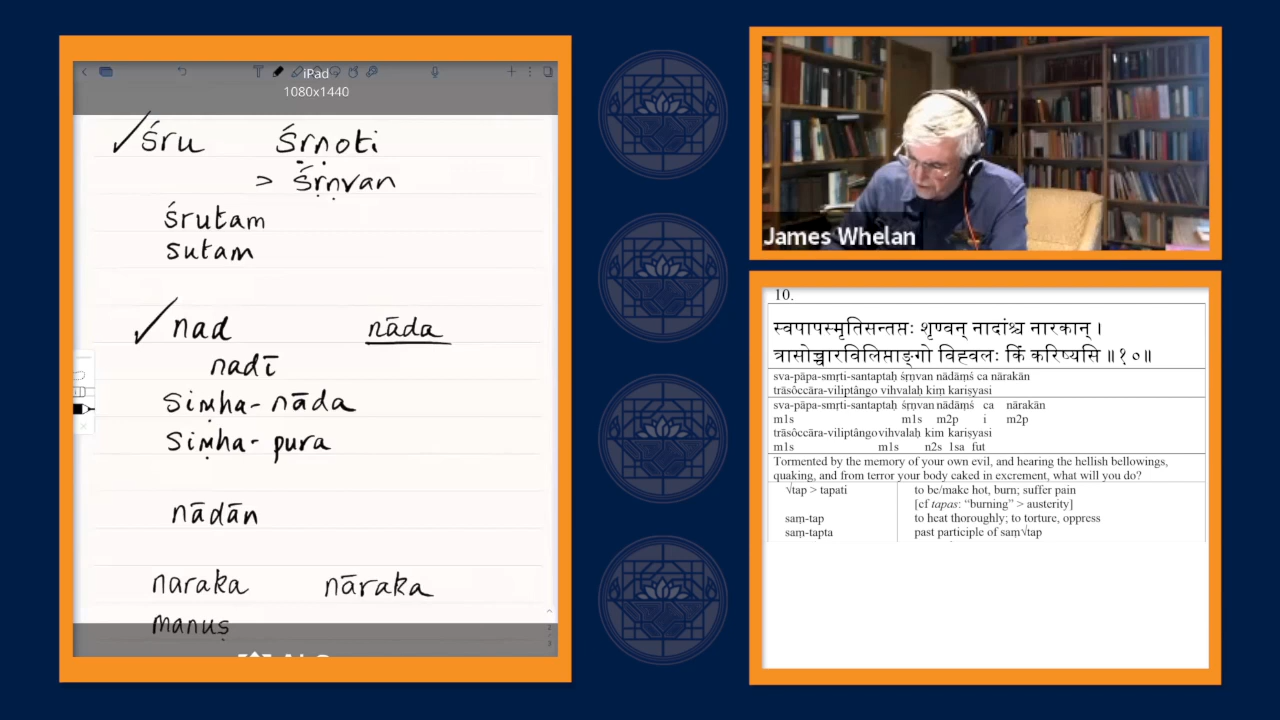 iPad
1080x1440
√śru śṛṇoti
> śṛṇvan
śrutam
sutam
√nad nāda
nadī
siṃha-nāda
siṃha-pura
nādān
naraka nāraka
manuṣ
James Whelan
10.
स्वपापस्मृतिसन्तप्तः शृण्वन् नादांश्च नारकान् ।
त्रासोच्चारविलिप्ताङ्गो विह्वलः किं करिष्यसि ॥१०॥
sva-pāpa-smṛti-santaptaḥ śṛṇvan nādāṃś ca nārakān
trāsôccāra-viliptângo vihvalaḥ kiṃ kariṣyasi
sva-pāpa-smṛti-santaptaḥ śṛṇvan nādāṃś ca nārakān
m1s m1s m2p i m2p
trāsôccāra-viliptângo vihvalaḥ kim kariṣyasi
m1s m1s n2s 1sa fut
Tormented by the memory of your own evil, and hearing the hellish bellowings,
quaking, and from terror your body caked in excrement, what will you do?
√tap > tapati to be/make hot, burn; suffer pain
[cf tapas: “burning” > austerity]
saṃ-tap to heat thoroughly; to torture, oppress
saṃ-tapta past participle of saṃ√tap